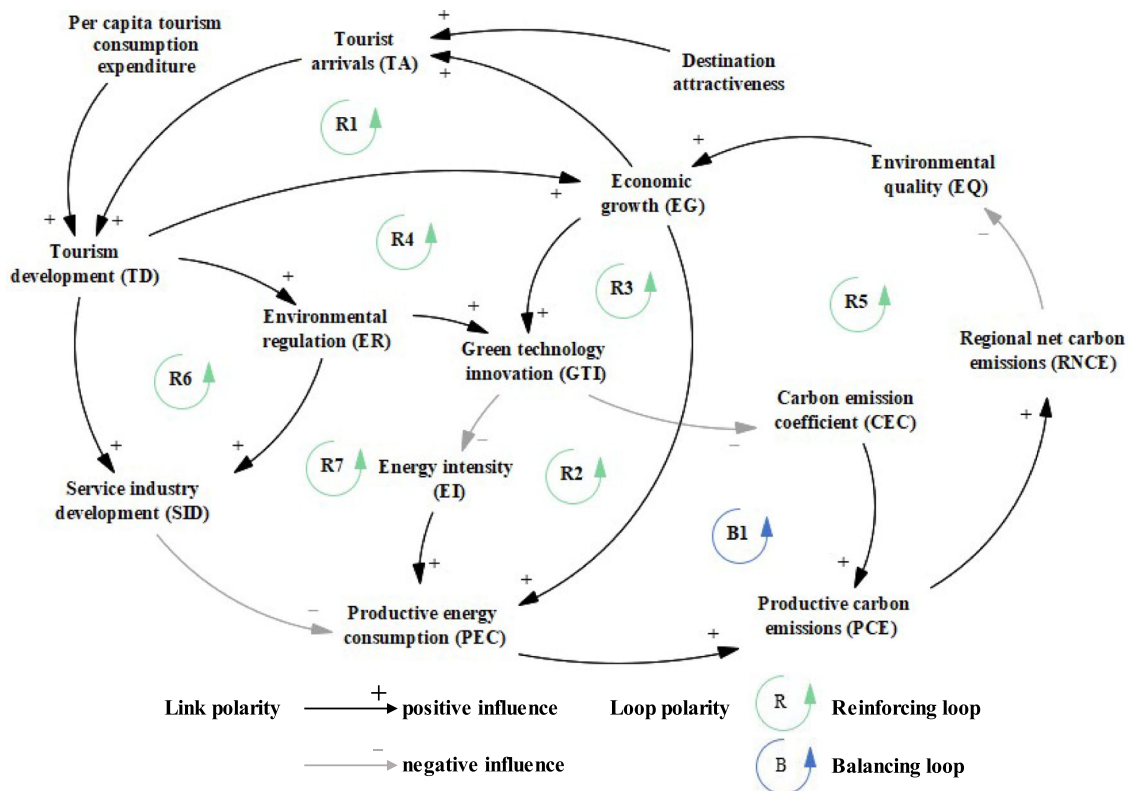 Per capita tourism
consumption
expenditure
+
Tourist
arrivals (TA)
+
Destination
attractiveness
R1
+
Environmental
quality (EQ)
Economic
growth (EG)
+
−
+
+
Tourism
development (TD)
R4
R3
R5
+
Environmental
regulation (ER)
+
+
Green technology
innovation (GTI)
Regional net carbon
emissions (RNCE)
R6
Carbon emission
coefficient (CEC)
+
+
+
−
−
R7
Energy intensity
(EI)
R2
Service industry
development (SID)
B1
+
+
+
−
Productive energy
consumption (PEC)
Productive carbon
emissions (PCE)
+
Link polarity
+
positive influence
Loop polarity
R
Reinforcing loop
−
negative influence
B
Balancing loop